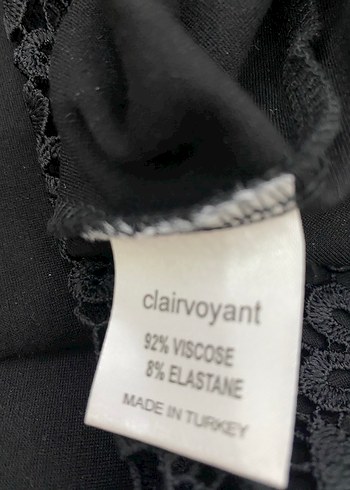 clairvoyant
92% VISCOSE
8% ELASTANE
MADE IN TURKEY